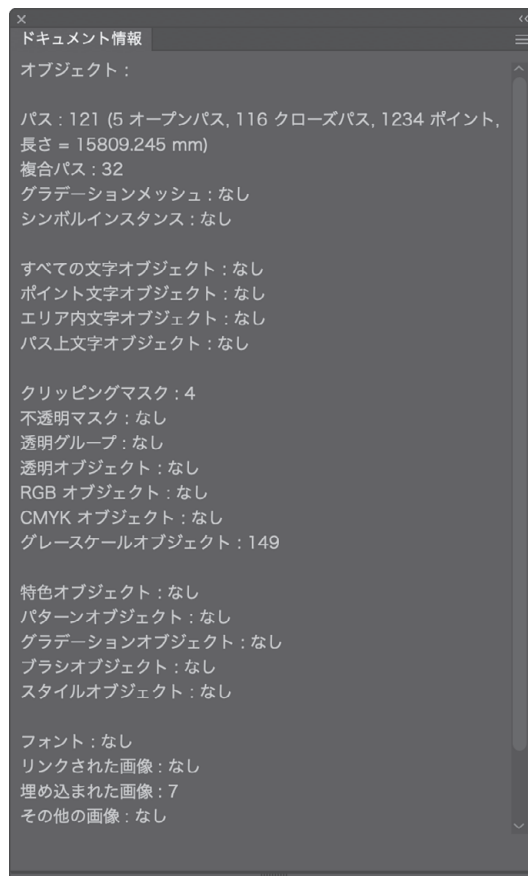 ドキュメント情報
オブジェクト :
パス : 121 (5 オープンパス, 116 クローズパス, 1234 ポイント,
長さ = 15809.245 mm)
複合パス : 32
グラデーションメッシュ : なし
シンボルインスタンス : なし
すべての文字オブジェクト : なし
ポイント文字オブジェクト : なし
エリア内文字オブジェクト : なし
パス上文字オブジェクト : なし
クリッピングマスク : 4
不透明マスク : なし
透明グループ : なし
透明オブジェクト : なし
RGB オブジェクト : なし
CMYK オブジェクト : なし
グレースケールオブジェクト : 149
特色オブジェクト : なし
パターンオブジェクト : なし
グラデーションオブジェクト : なし
ブラシオブジェクト : なし
スタイルオブジェクト : なし
フォント : なし
リンクされた画像 : なし
埋め込まれた画像 : 7
その他の画像 : なし